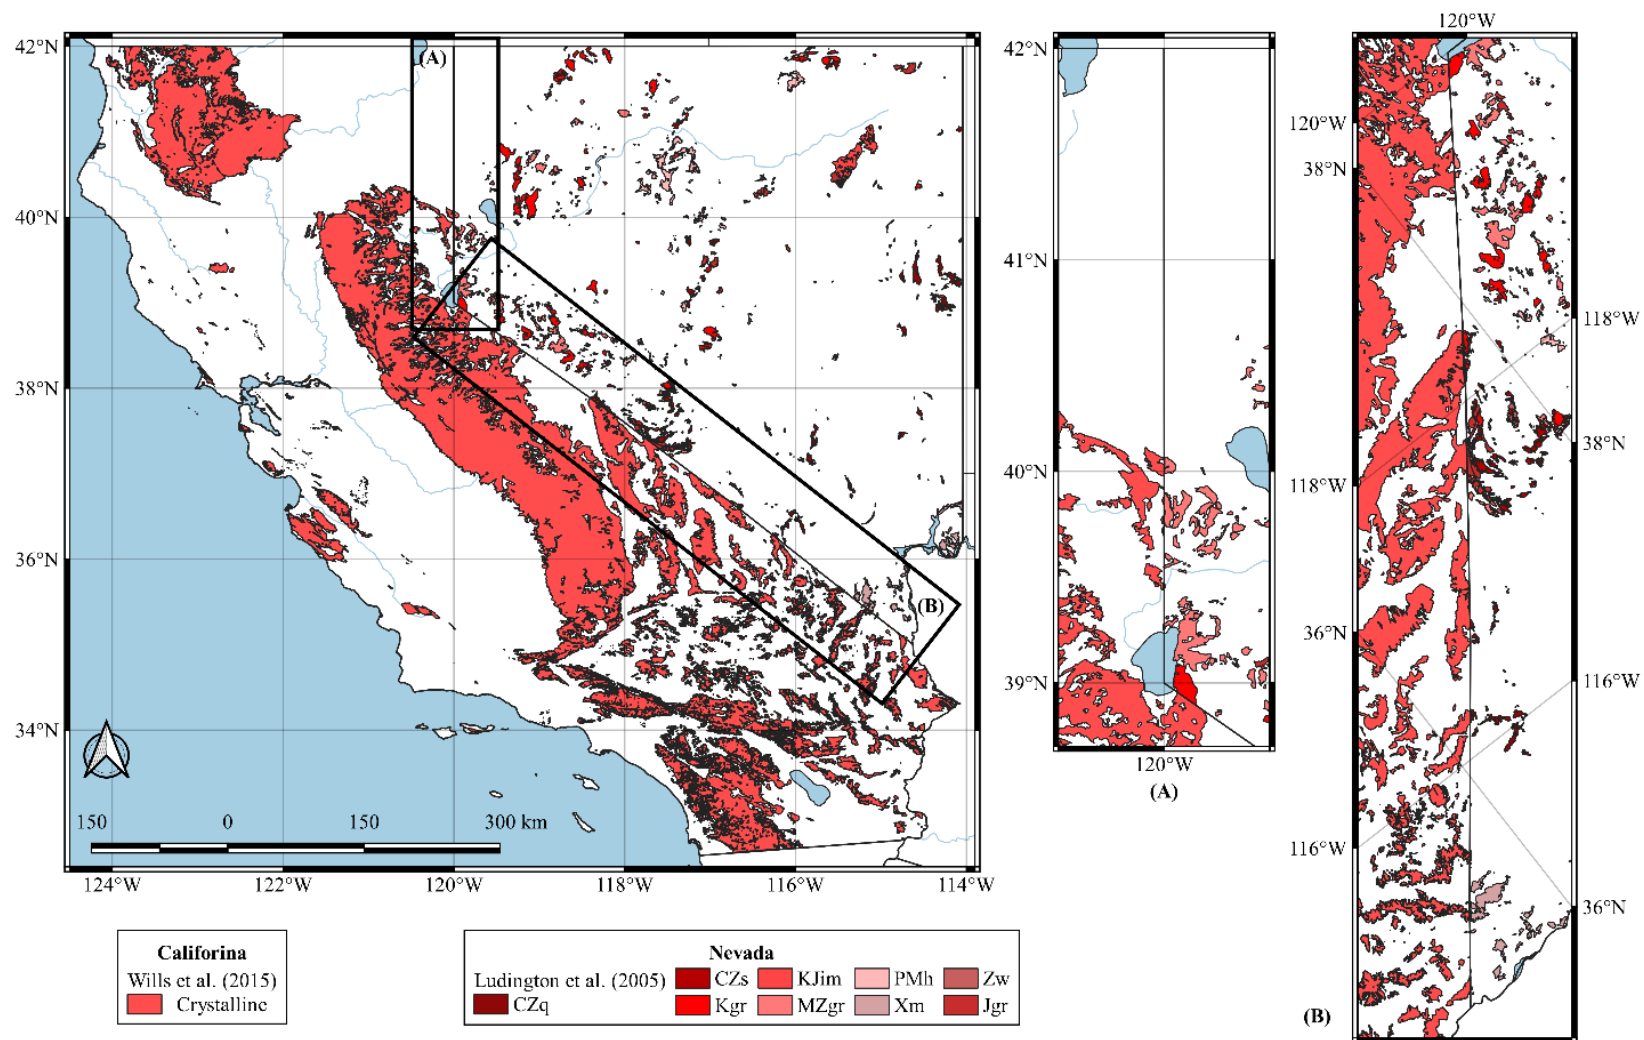 120°W
42°N
(A)
42°N
120°W
38°N
41°N
40°N
118°W
38°N
38°N
40°N
118°W
36°N
(B)
39°N
36°N
116°W
34°N
120°W
(A)
150 0 150 300 km
116°W
124°W 122°W 120°W 118°W 116°W 114°W
36°N
Califorina
Wills et al. (2015)
Crystalline
Nevada
Ludington et al. (2005)
CZq
CZs KJim PMh Zw
Kgr MZgr Xm Jgr
(B)